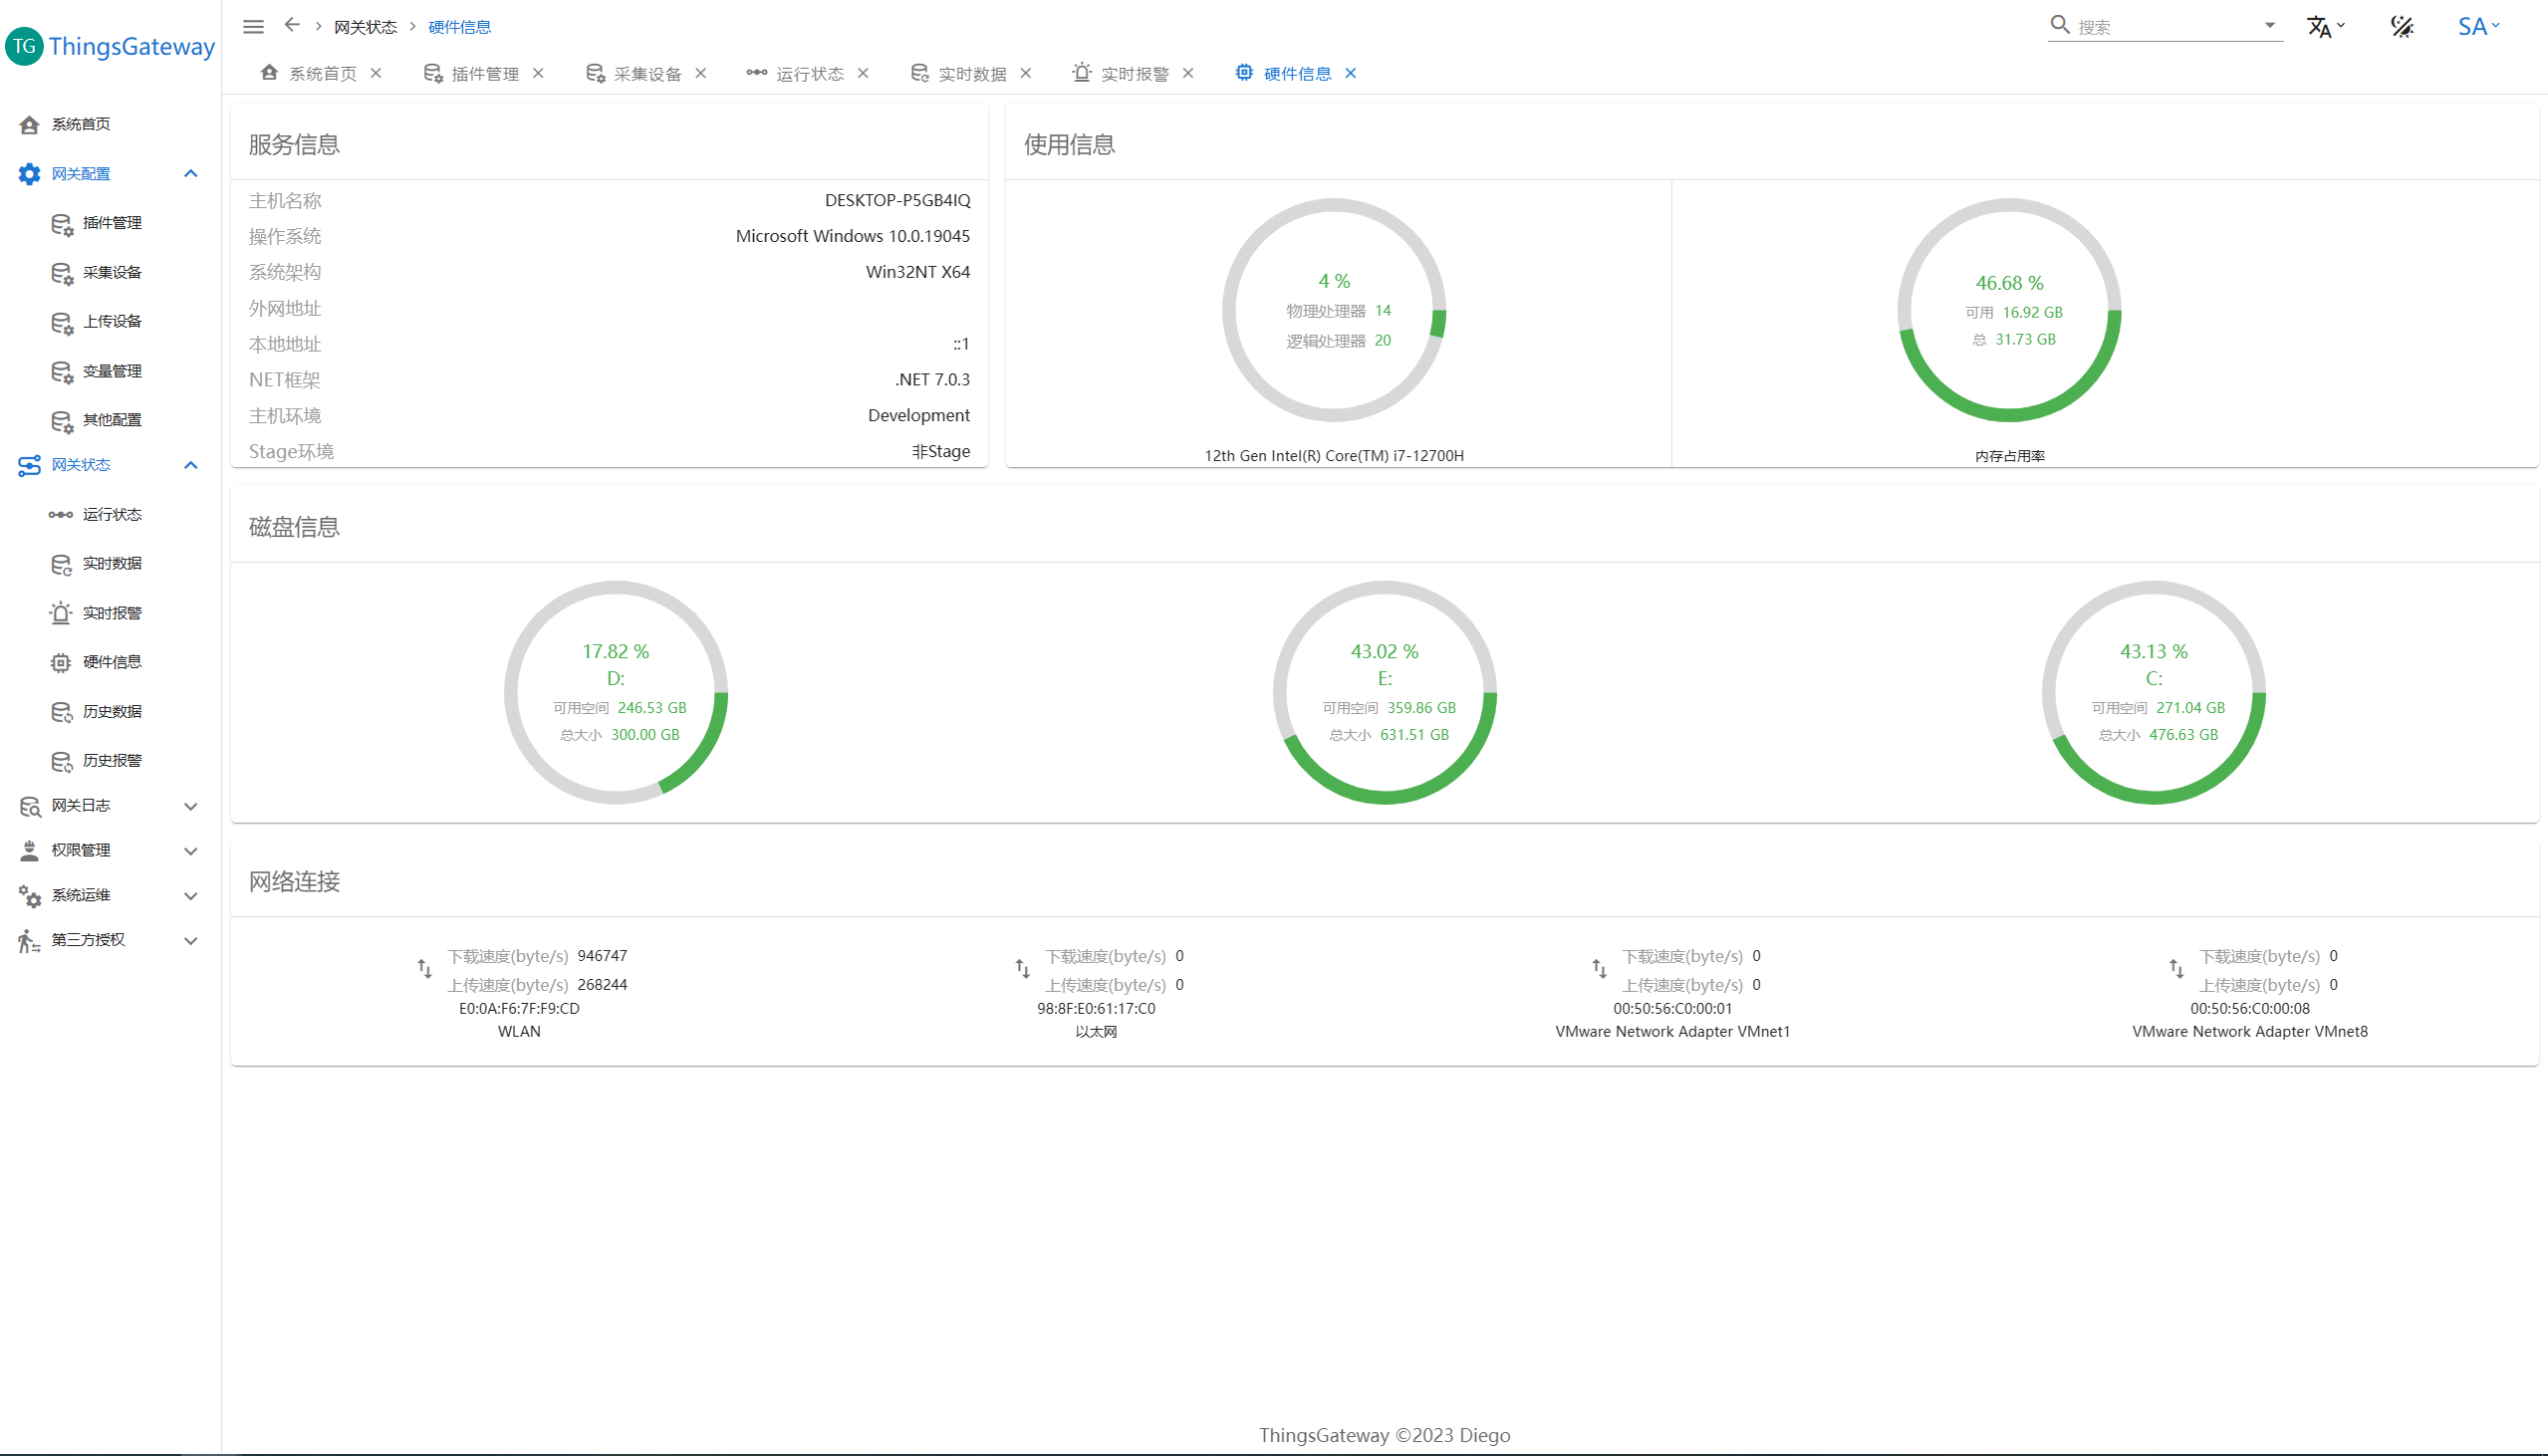 TG ThingsGateway
系统首页
网关配置
插件管理
采集设备
上传设备
变量管理
其他配置
网关状态
运行状态
实时数据
实时报警
硬件信息
历史数据
历史报警
网关日志
权限管理
系统运维
第三方授权
网关状态 硬件信息
搜索
SA
系统首页 插件管理 采集设备 运行状态 实时数据 实时报警 硬件信息
服务信息
主机名称 DESKTOP-P5GB4IQ
操作系统 Microsoft Windows 10.0.19045
系统架构 Win32NT X64
外网地址
本地地址 ::1
NET框架 .NET 7.0.3
主机环境 Development
Stage环境 非Stage
使用信息
4 %
物理处理器 14
逻辑处理器 20
12th Gen Intel(R) Core(TM) i7-12700H
46.68 %
可用 16.92 GB
总 31.73 GB
内存占用率
磁盘信息
17.82 %
D:
可用空间 246.53 GB
总大小 300.00 GB
43.02 %
E:
可用空间 359.86 GB
总大小 631.51 GB
43.13 %
C:
可用空间 271.04 GB
总大小 476.63 GB
网络连接
下载速度(byte/s) 946747
上传速度(byte/s) 268244
E0:0A:F6:7F:F9:CD
WLAN
下载速度(byte/s) 0
上传速度(byte/s) 0
98:8F:E0:61:17:C0
以太网
下载速度(byte/s) 0
上传速度(byte/s) 0
00:50:56:C0:00:01
VMware Network Adapter VMnet1
下载速度(byte/s) 0
上传速度(byte/s) 0
00:50:56:C0:00:08
VMware Network Adapter VMnet8
ThingsGateway ©2023 Diego